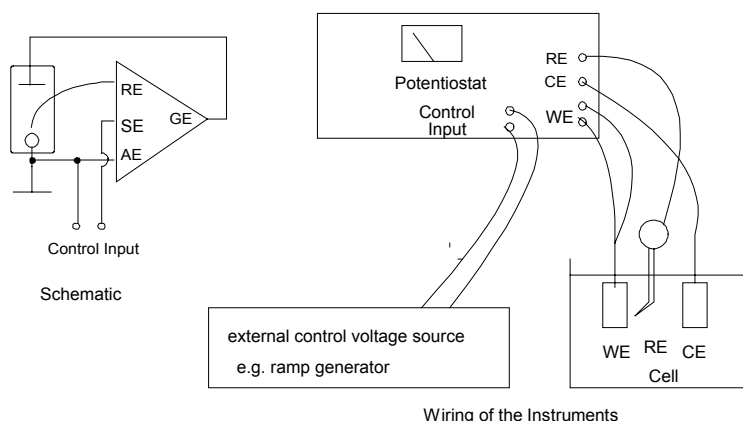 RE
SE
GE
AE
Control Input
Schematic
Potentiostat
Control
Input
RE
CE
WE
external control voltage source
e.g. ramp generator
WE RE CE
Cell
Wiring of the Instruments